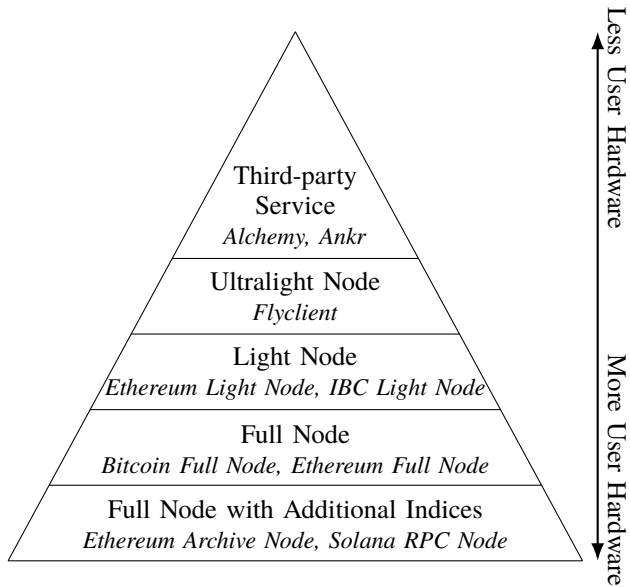 Third-party
Service
Alchemy, Ankr
Ultralight Node
Flyclient
Light Node
Ethereum Light Node, IBC Light Node
Full Node
Bitcoin Full Node, Ethereum Full Node
Full Node with Additional Indices
Ethereum Archive Node, Solana RPC Node
Less User Hardware
More User Hardware